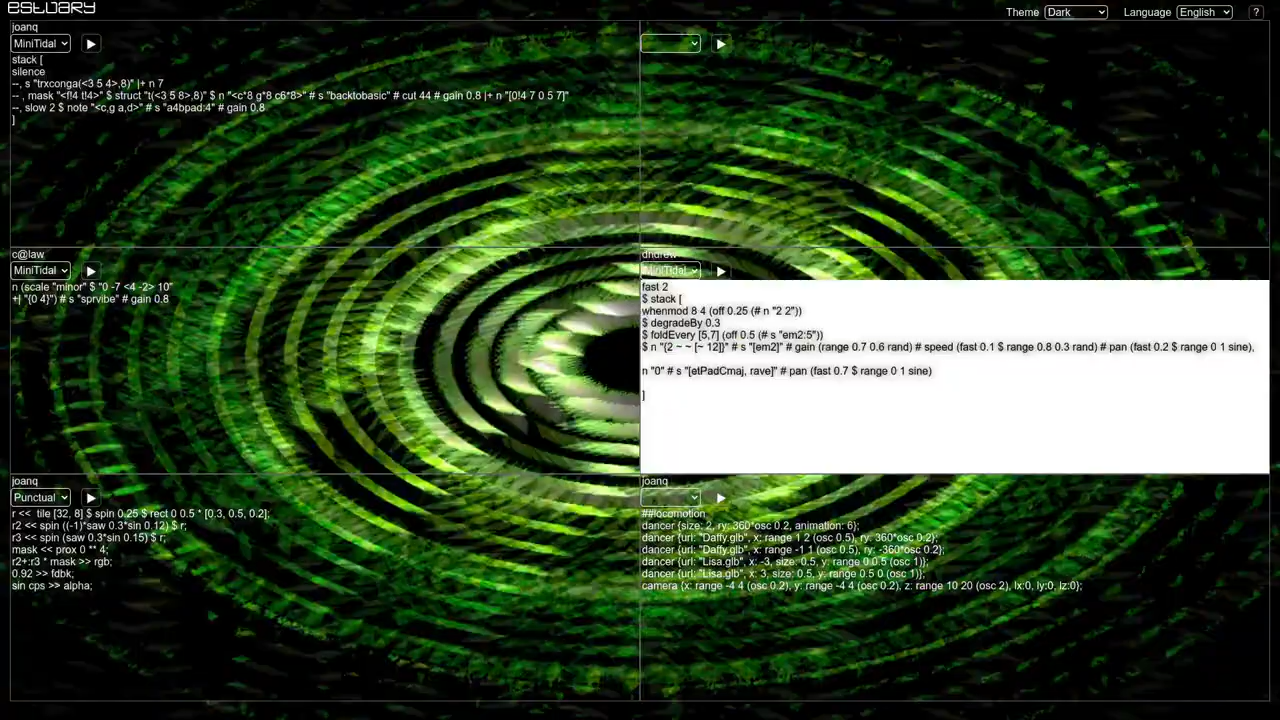 estuary
Theme Dark Language English ?
joanq
MiniTidal
stack [
silence
--, s "trxconga(<3 5 4>,8)" |+ n 7
-- , mask "<f!4 t!4>" $ struct "t(<3 5 8>,8)" $ n "<c*8 g*8 c6*8>" # s "backtobasic" # cut 44 # gain 0.8 |+ n "[0!4 7 0 5 7]"
--, slow 2 $ note "<c,g a,d>" # s "a4bpad:4" # gain 0.8
]
c@law
MiniTidal
n (scale "minor" $ "0 -7 <4 -2> 10"
+| "{0 4}") # s "sprvibe" # gain 0.8
dndrew
MiniTidal
fast 2
$ stack [
whenmod 8 4 (off 0.25 (# n "2 2"))
$ degradeBy 0.3
$ foldEvery [5,7] (off 0.5 (# s "em2:5"))
$ n "{2 ~ ~ [~ 12]}" # s "[em2]" # gain (range 0.7 0.6 rand) # speed (fast 0.1 $ range 0.8 0.3 rand) # pan (fast 0.2 $ range 0 1 sine),
n "0" # s "[etPadCmaj, rave]" # pan (fast 0.7 $ range 0 1 sine)
]
joanq
Punctual
r << tile [32, 8] $ spin 0.25 $ rect 0 0.5 * [0.3, 0.5, 0.2];
r2 << spin ((-1)*saw 0.3*sin 0.12) $ r;
r3 << spin (saw 0.3*sin 0.15) $ r;
mask << prox 0 ** 4;
r2+:r3 * mask >> rgb;
0.92 >> fdbk;
sin cps >> alpha;
joanq
##locomotion
dancer {size: 2, ry: 360*osc 0.2, animation: 6};
dancer {url: "Daffy.glb", x: range 1 2 (osc 0.5), ry: 360*osc 0.2};
dancer {url: "Daffy.glb", x: range -1 1 (osc 0.5), ry: -360*osc 0.2};
dancer {url: "Lisa.glb", x: -3, size: 0.5, y: range 0 0.5 (osc 1)};
dancer {url: "Lisa.glb", x: 3, size: 0.5, y: range 0.5 0 (osc 1)};
camera {x: range -4 4 (osc 0.2), y: range -4 4 (osc 0.2), z: range 10 20 (osc 2), lx:0, ly:0, lz:0};